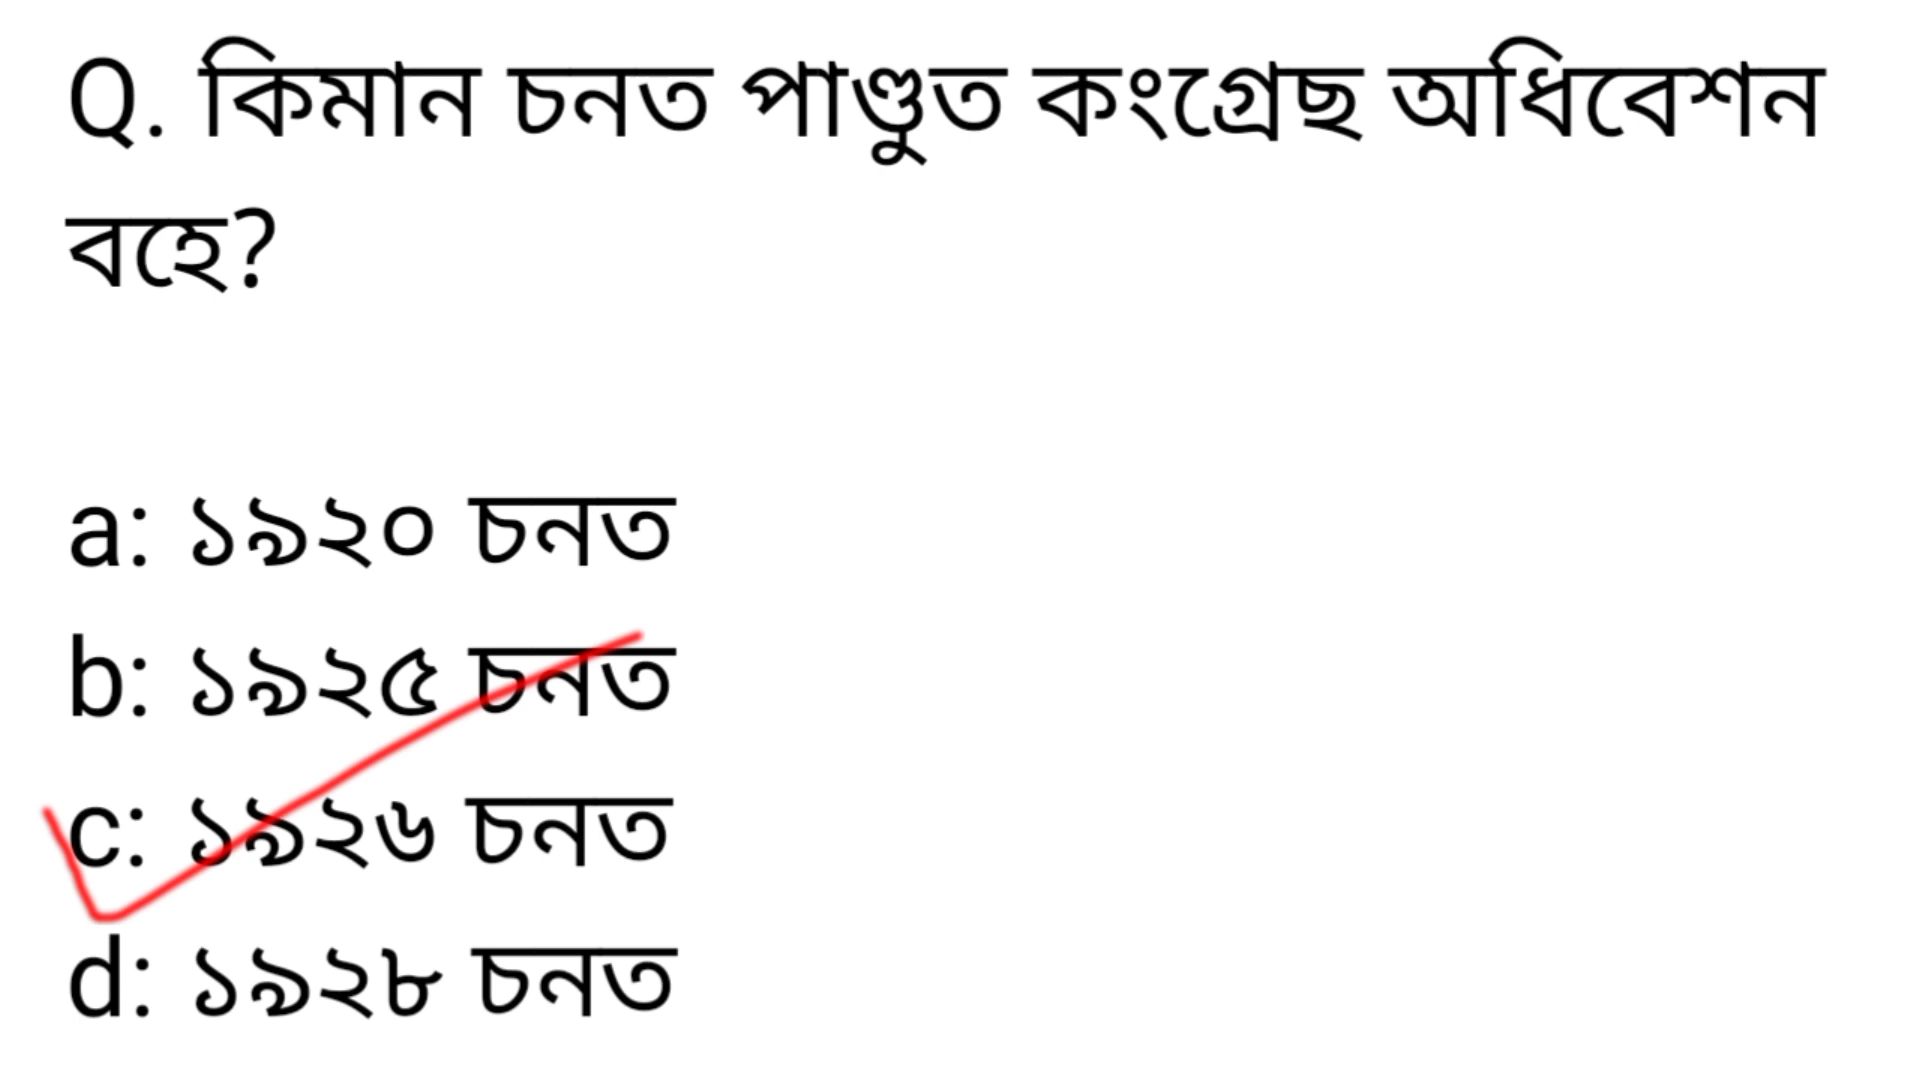 Q. কিমান চনত পাণ্ডুত কংগ্ৰেছ অধিবেশন
বহে?
a: ১৯২০ চনত
b: ১৯২৫ চনত
c: ১৯২৬ চনত
d: ১৯২৮ চনত